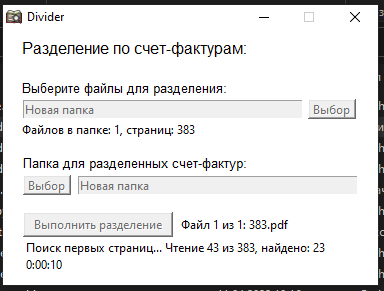 Divider
Разделение по счет-фактурам:
Выберите файлы для разделения:
Новая папка Выбор
Файлов в папке: 1, страниц: 383
Папка для разделенных счет-фактур:
Выбор Новая папка
Выполнить разделение Файл 1 из 1: 383.pdf
Поиск первых страниц... Чтение 43 из 383, найдено: 23
0:00:10